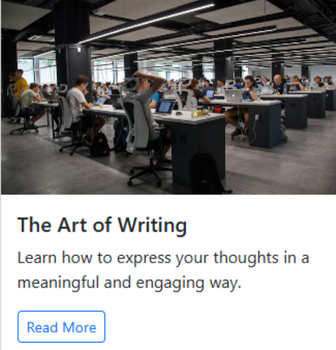 The Art of Writing
Learn how to express your thoughts in a
meaningful and engaging way.
Read More